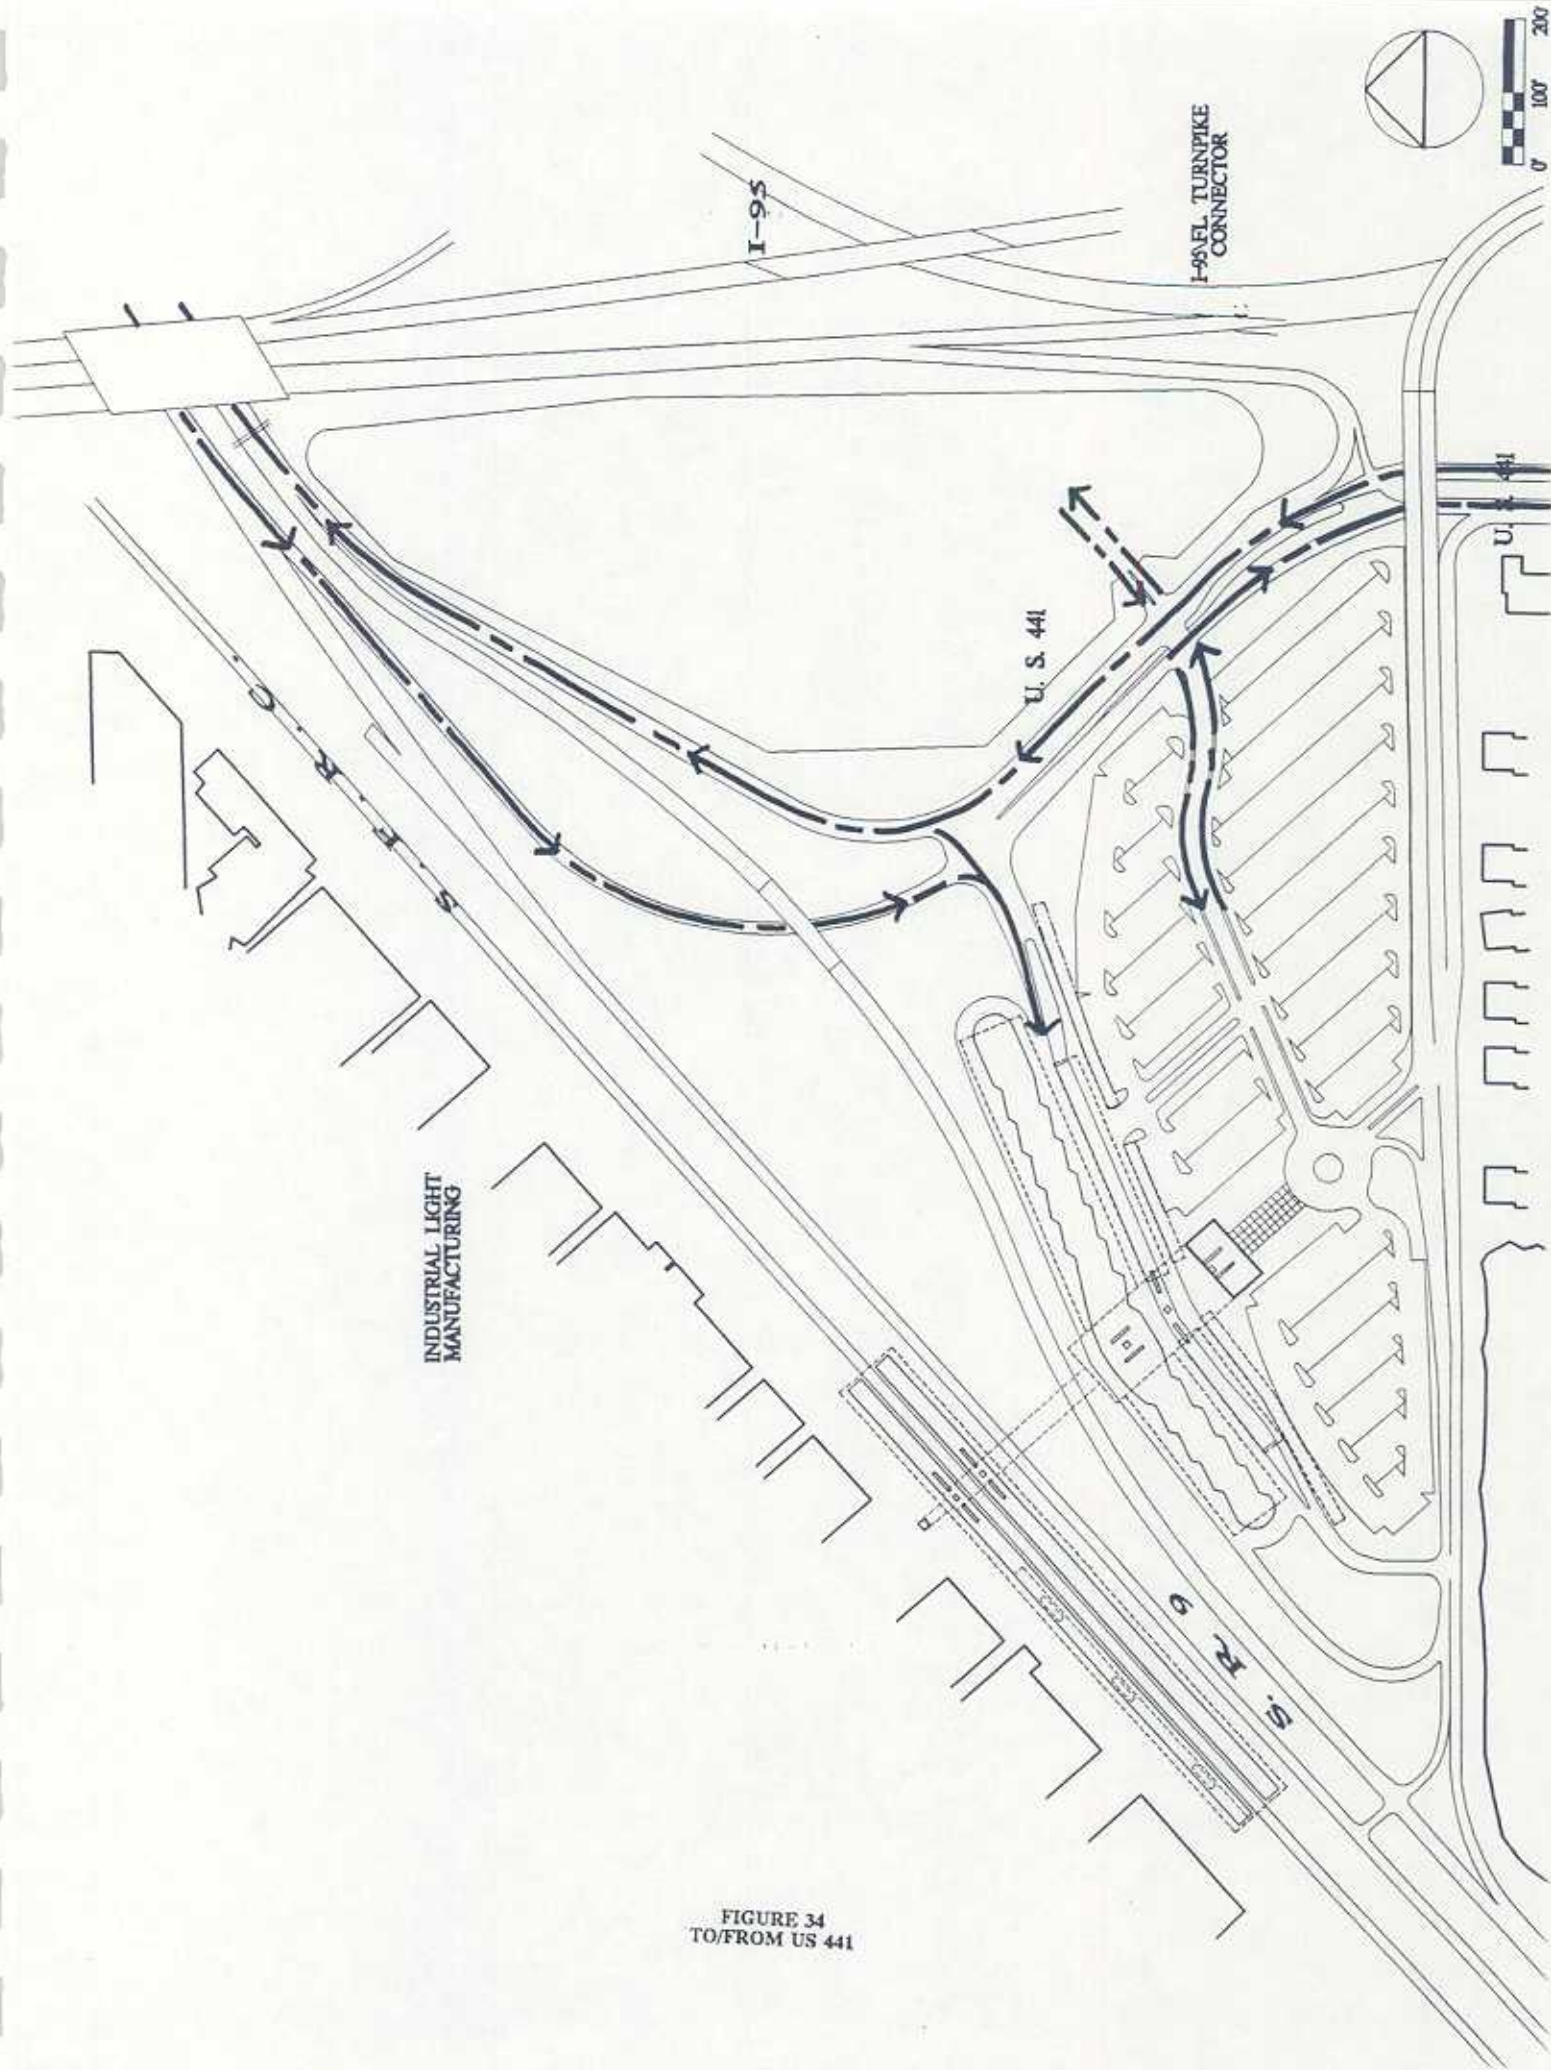 200'
100'
0'
I-95\FL TURNPIKE
CONNECTOR
I-95
U. S. 441
U. S. 441
. C . R . I . S
INDUSTRIAL LIGHT
MANUFACTURING
S. R. 9
FIGURE 34
TO/FROM US 441